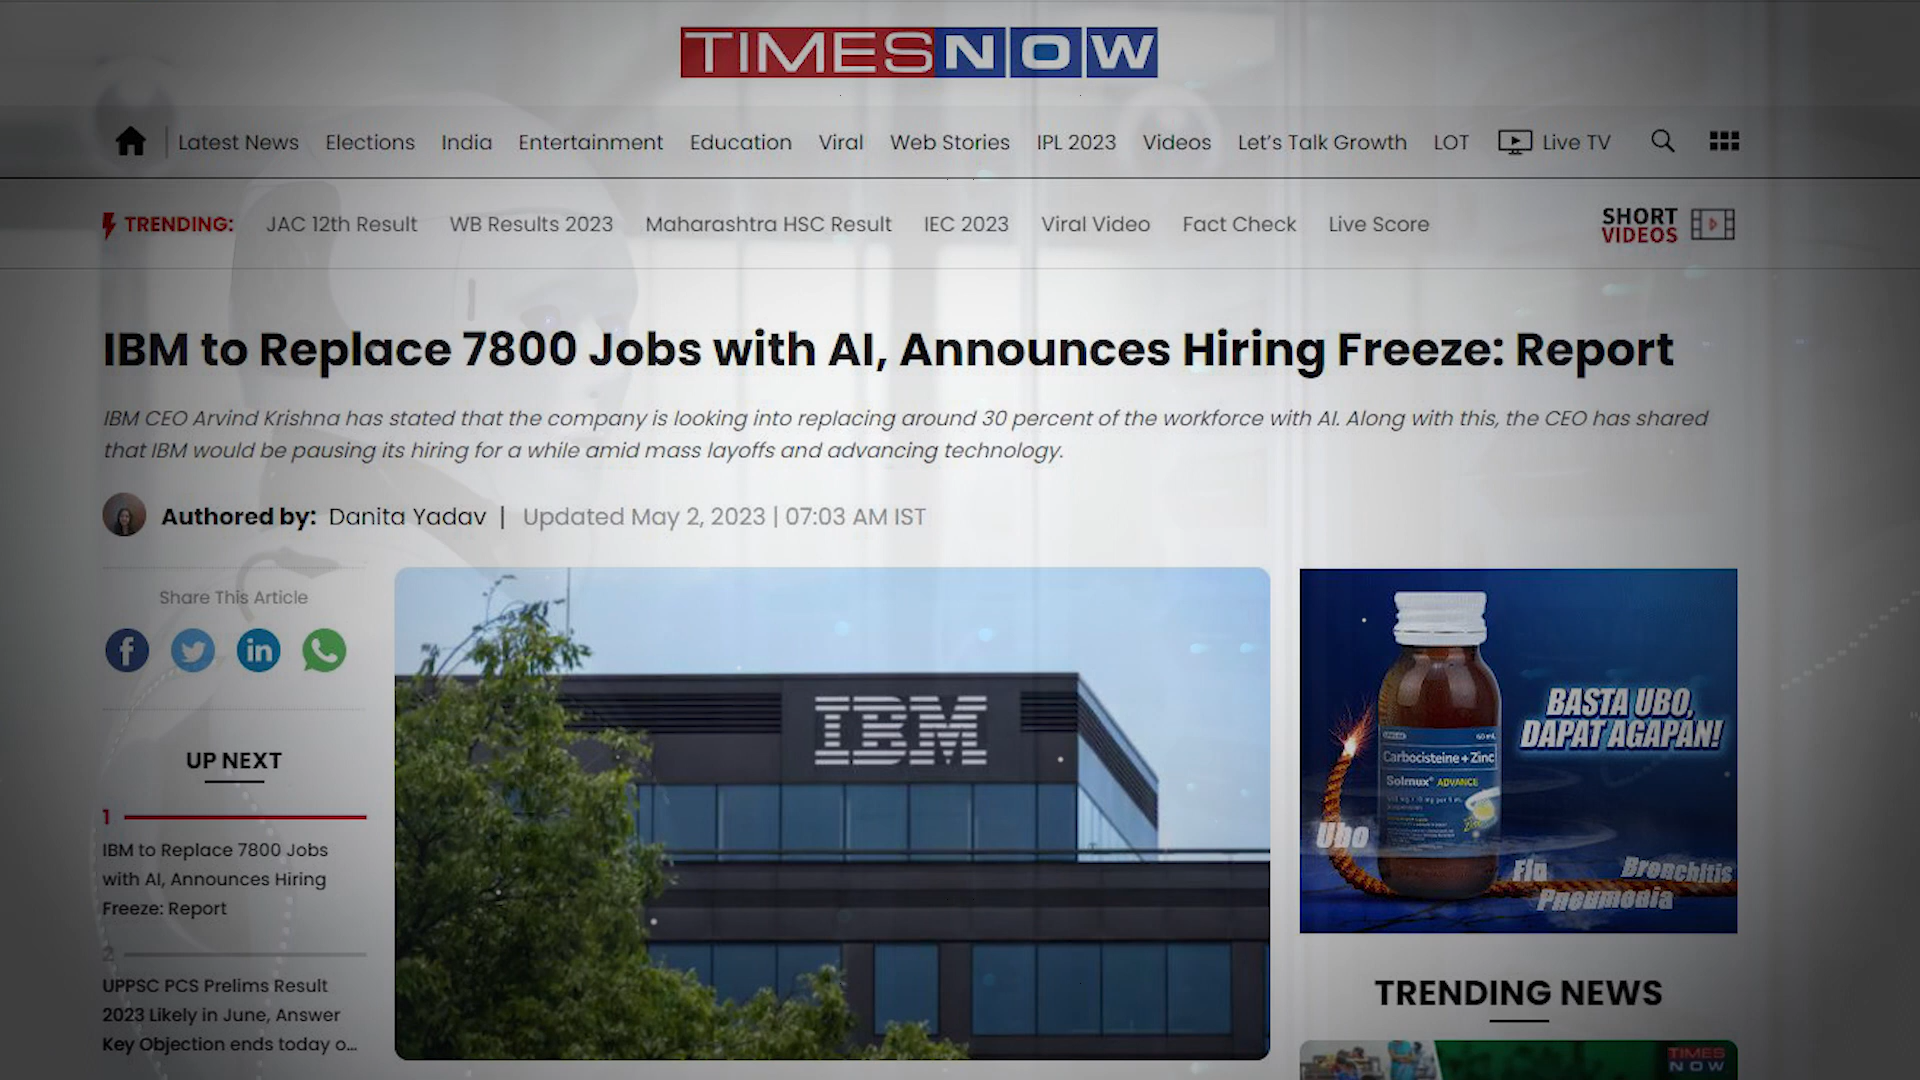 TIMES NOW
Latest News Elections India Entertainment Education Viral Web Stories IPL 2023 Videos Let's Talk Growth LOT Live TV
TRENDING: JAC 12th Result WB Results 2023 Maharashtra HSC Result IEC 2023 Viral Video Fact Check Live Score
SHORT
VIDEOS
IBM to Replace 7800 Jobs with AI, Announces Hiring Freeze: Report
IBM CEO Arvind Krishna has stated that the company is looking into replacing around 30 percent of the workforce with AI. Along with this, the CEO has shared
that IBM would be pausing its hiring for a while amid mass layoffs and advancing technology.
Authored by: Danita Yadav | Updated May 2, 2023 | 07:03 AM IST
Share This Article
UP NEXT
1
IBM to Replace 7800 Jobs
with AI, Announces Hiring
Freeze: Report
2
UPPSC PCS Prelims Result
2023 Likely in June, Answer
Key Objection ends today o...
IBM
BASTA UBO,
DAPAT AGAPAN!
60 mL
Carbocisteine + Zinc
Solmux ADVANCE
Ubo
Flu
Bronchitis
Pneumonia
TRENDING NEWS
TIMES
NOW